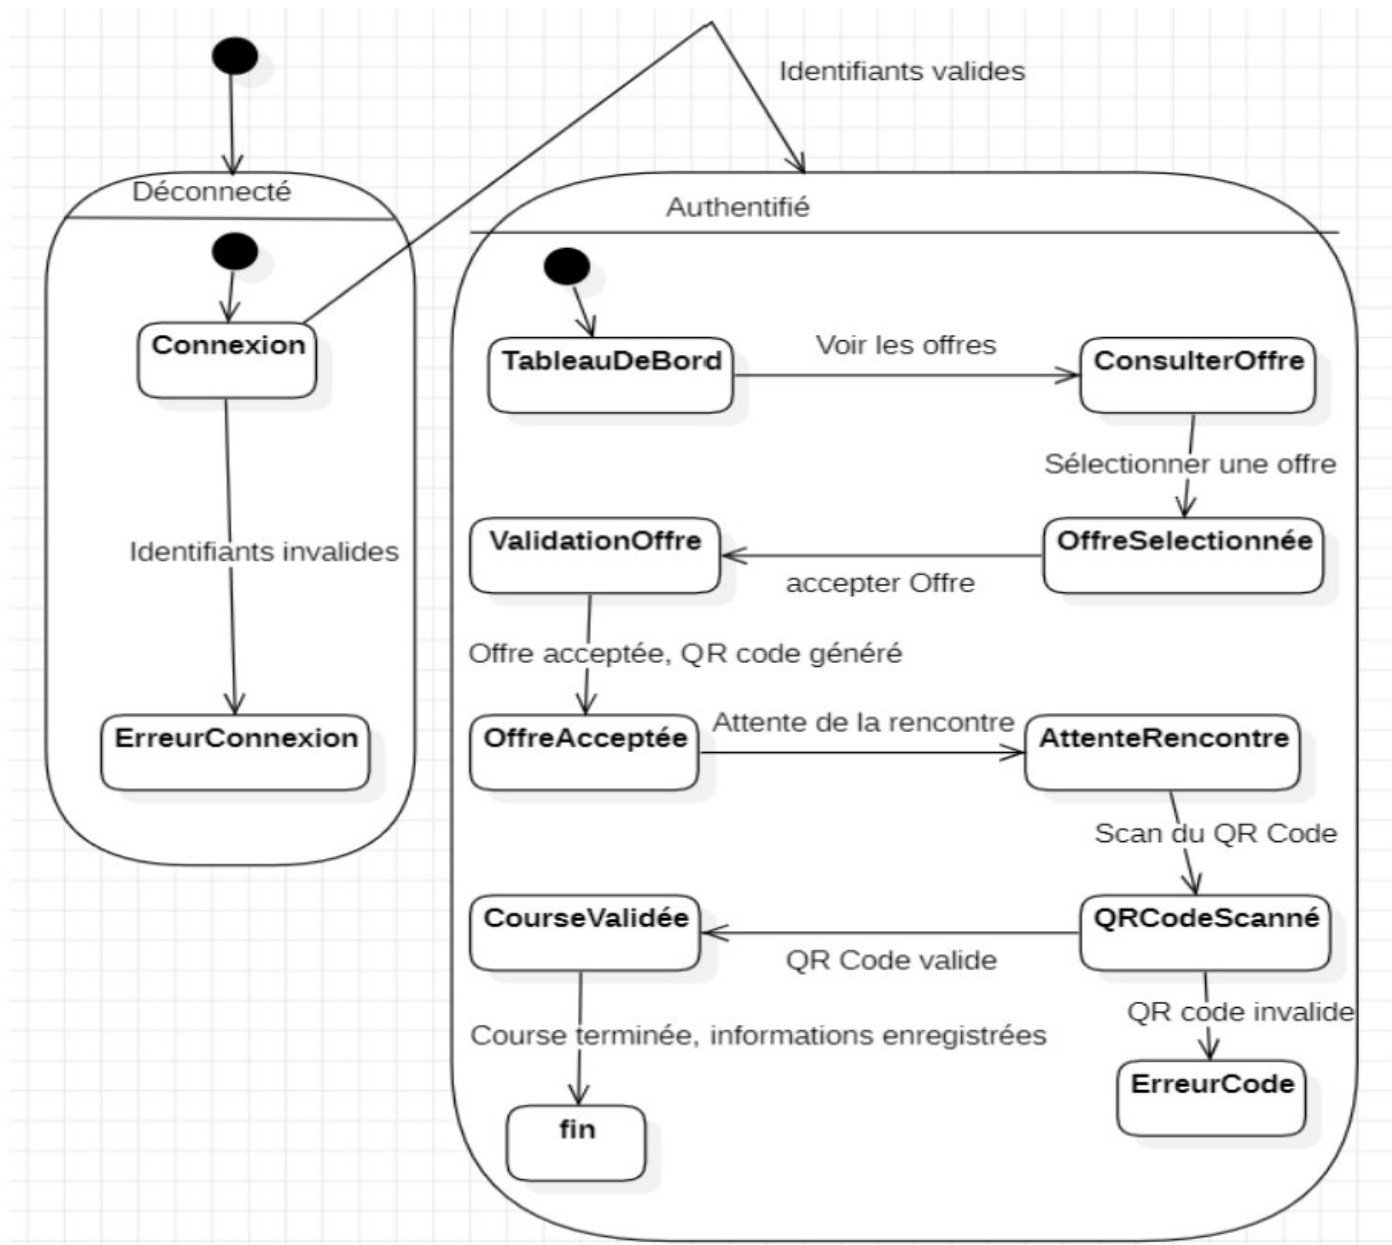 Identifiants valides
Déconnecté
Authentifié
Connexion
TableauDeBord
Voir les offres
ConsulterOffre
Sélectionner une offre
Identifiants invalides
ValidationOffre
accepter Offre
OffreSelectionnée
Offre acceptée, QR code généré
ErreurConnexion
OffreAcceptée
Attente de la rencontre
AttenteRencontre
Scan du QR Code
CourseValidée
QR Code valide
QRCodeScanné
QR code invalide
Course terminée, informations enregistrées
ErreurCode
fin